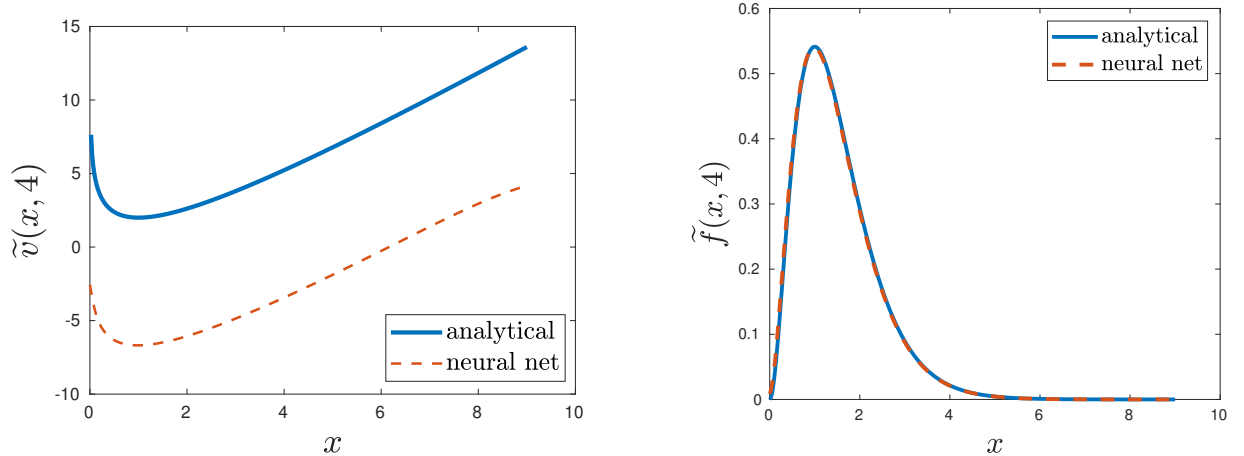 15
10
5
0
-5
-10
0 2 4 6 8 10
ṽ(x, 4)
x
analytical
neural net
0.6
0.5
0.4
0.3
0.2
0.1
0
0 2 4 6 8 10
f̃(x, 4)
x
analytical
neural net